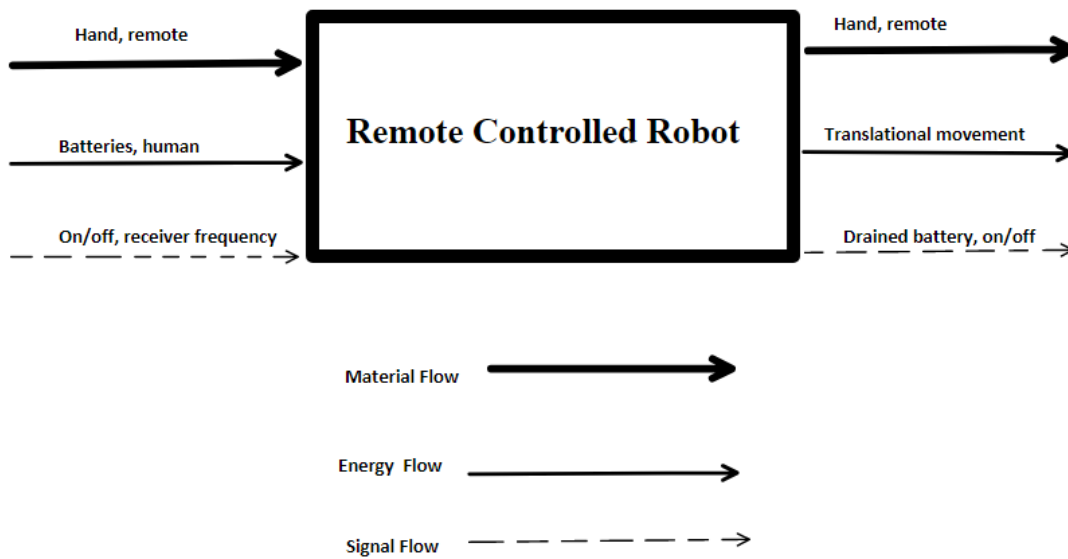 Hand, remote
Hand, remote
Remote Controlled Robot
Batteries, human
Translational movement
On/off, receiver frequency
Drained battery, on/off
Material Flow
Energy Flow
Signal Flow